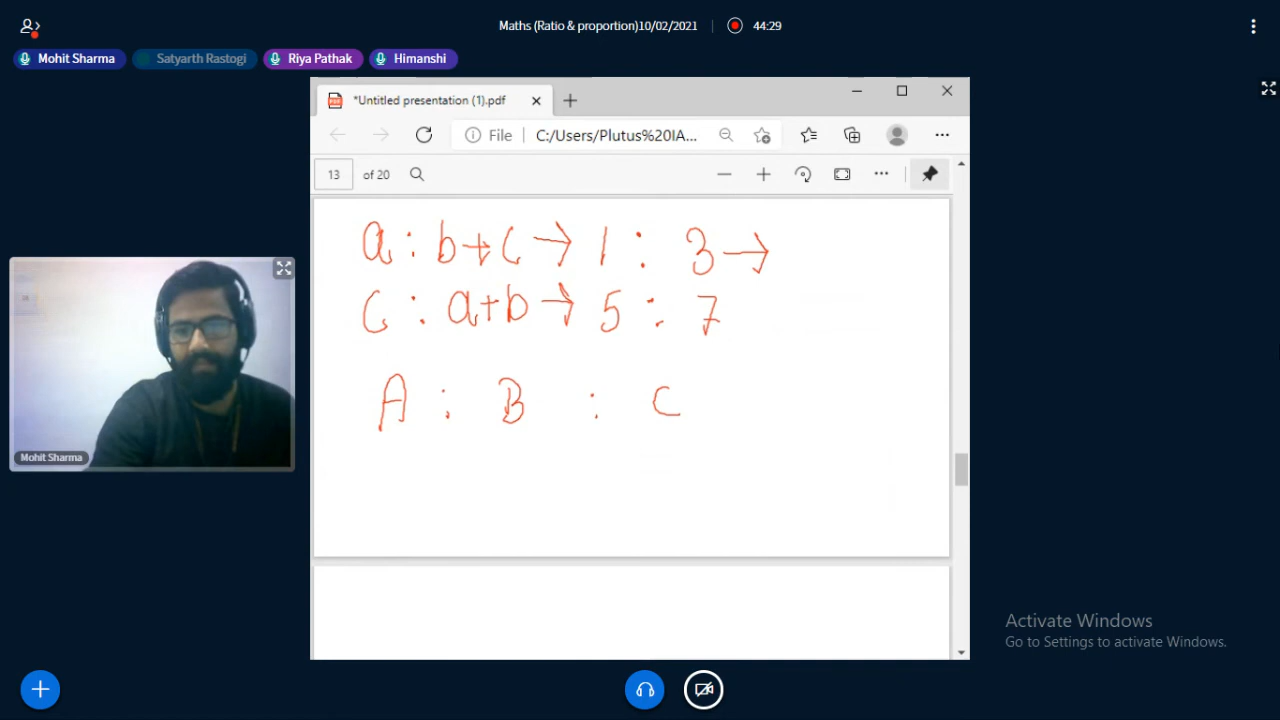 Maths (Ratio & proportion)10/02/2021 44:29
Mohit Sharma Satyarth Rastogi Riya Pathak Himanshi
*Untitled presentation (1).pdf
File C:/Users/Plutus%20IA...
13 of 20
a : b+c → 1 : 3 →
c : a+b → 5 : 7
A : B : C
Mohit Sharma
Activate Windows
Go to Settings to activate Windows.